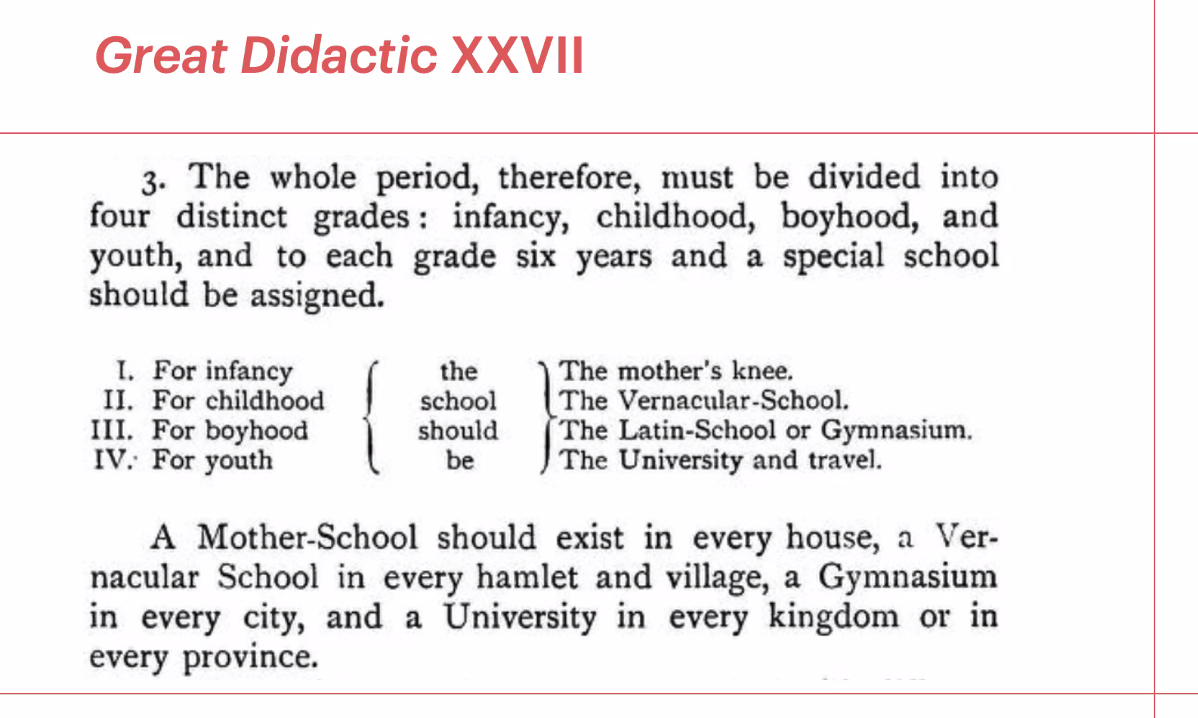 Great Didactic XXVII
3. The whole period, therefore, must be divided into
four distinct grades : infancy, childhood, boyhood, and
youth, and to each grade six years and a special school
should be assigned.
I. For infancy the The mother's knee.
II. For childhood school The Vernacular-School.
III. For boyhood should The Latin-School or Gymnasium.
IV. For youth be The University and travel.
A Mother-School should exist in every house, a Ver-
nacular School in every hamlet and village, a Gymnasium
in every city, and a University in every kingdom or in
every province.